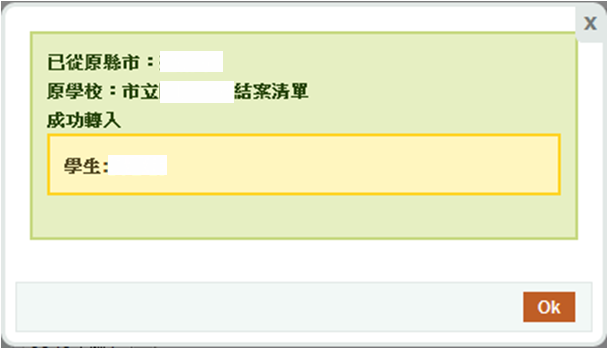 X
已從原縣市：
原學校：市立 結案清單
成功轉入
學生:
Ok